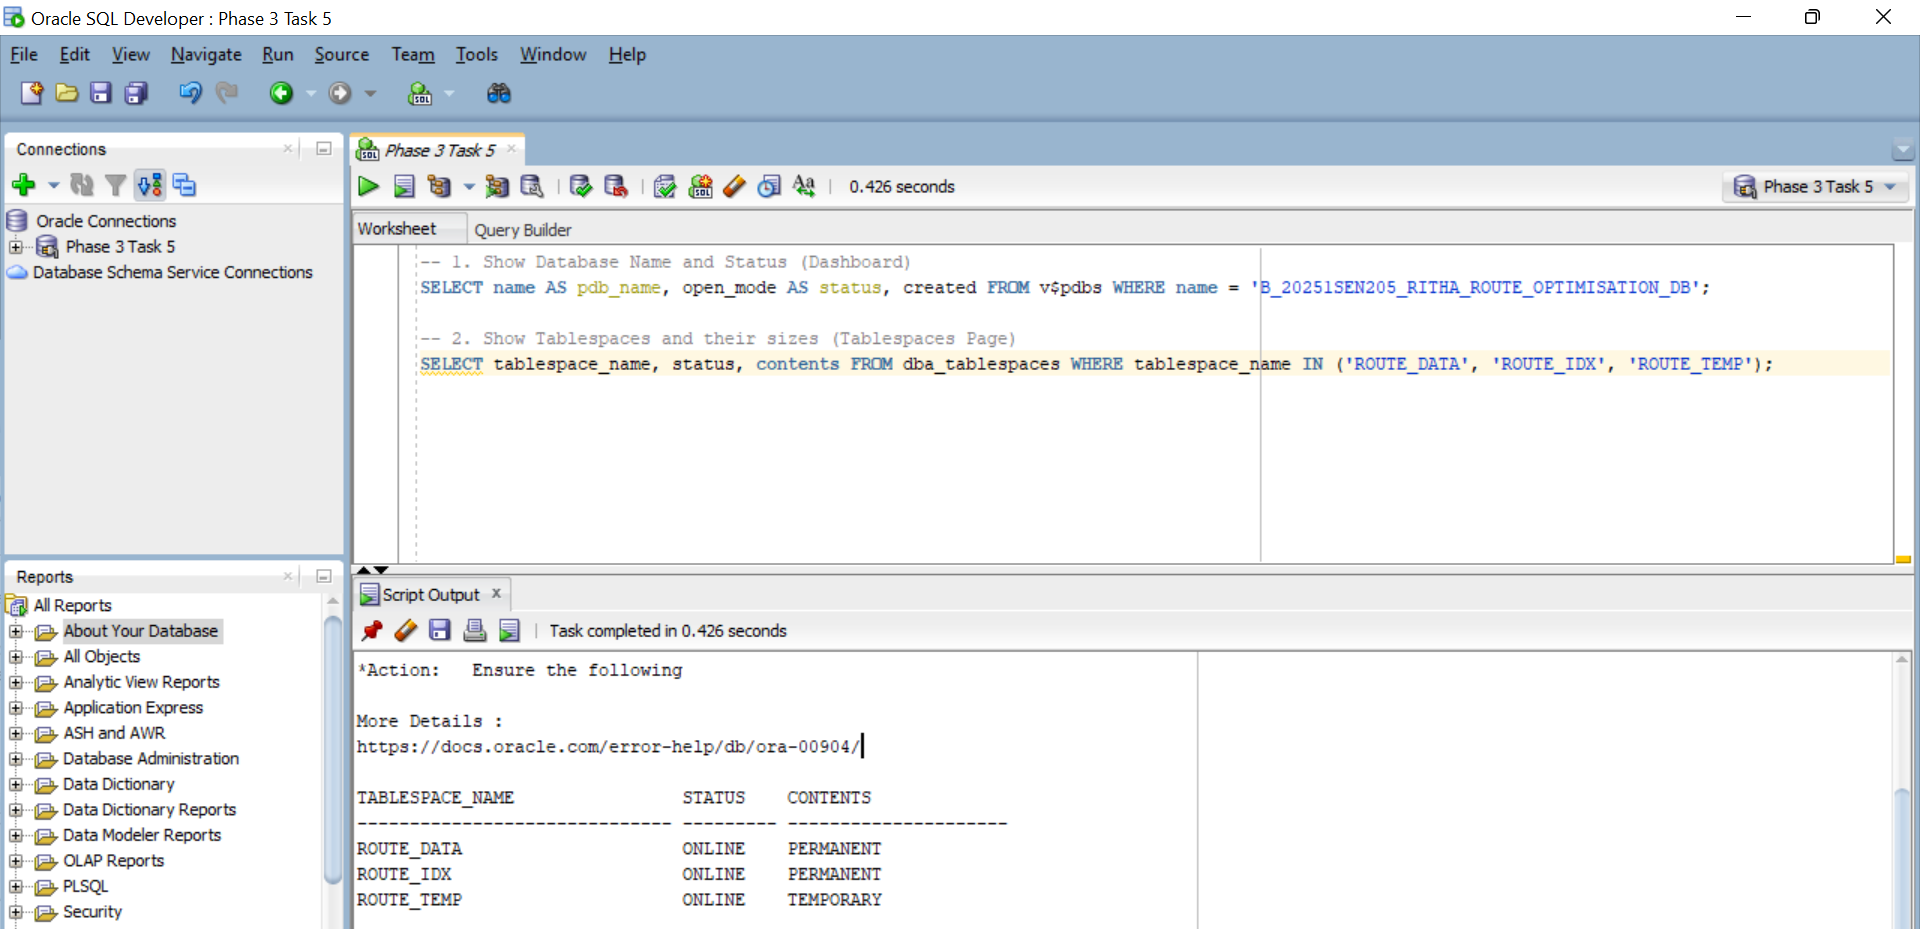 Oracle SQL Developer : Phase 3 Task 5
File Edit View Navigate Run Source Team Tools Window Help
Connections
Oracle Connections
Phase 3 Task 5
Database Schema Service Connections
Phase 3 Task 5
0.426 seconds
Phase 3 Task 5
Worksheet Query Builder
-- 1. Show Database Name and Status (Dashboard)
SELECT name AS pdb_name, open_mode AS status, created FROM v$pdbs WHERE name = 'B_20251SEN205_RITHA_ROUTE_OPTIMISATION_DB';
-- 2. Show Tablespaces and their sizes (Tablespaces Page)
SELECT tablespace_name, status, contents FROM dba_tablespaces WHERE tablespace_name IN ('ROUTE_DATA', 'ROUTE_IDX', 'ROUTE_TEMP');
Reports
All Reports
About Your Database
All Objects
Analytic View Reports
Application Express
ASH and AWR
Database Administration
Data Dictionary
Data Dictionary Reports
Data Modeler Reports
OLAP Reports
PLSQL
Security
Script Output
Task completed in 0.426 seconds
*Action: Ensure the following
More Details :
https://docs.oracle.com/error-help/db/ora-00904/
TABLESPACE_NAME STATUS CONTENTS
------------------------------ --------- ---------------------
ROUTE_DATA ONLINE PERMANENT
ROUTE_IDX ONLINE PERMANENT
ROUTE_TEMP ONLINE TEMPORARY